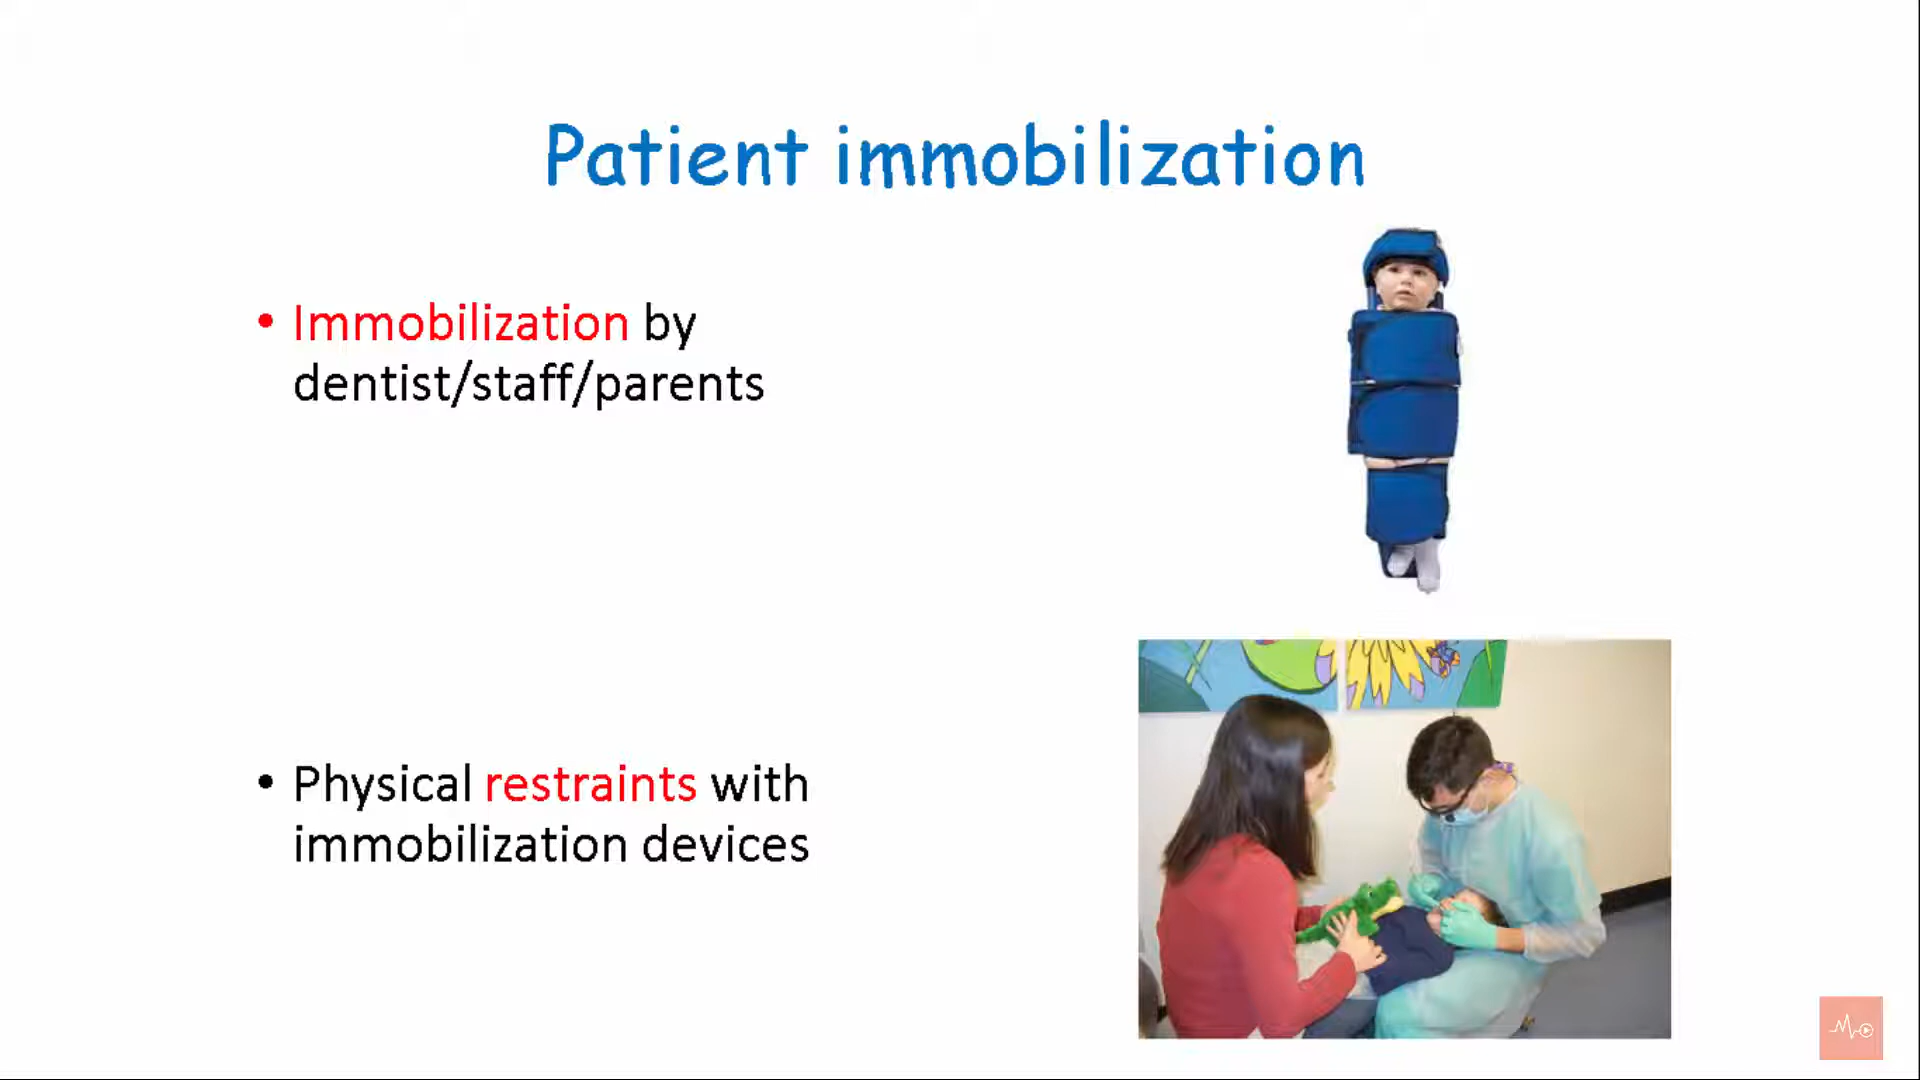 Patient immobilization
• Immobilization by
dentist/staff/parents
• Physical restraints with
immobilization devices